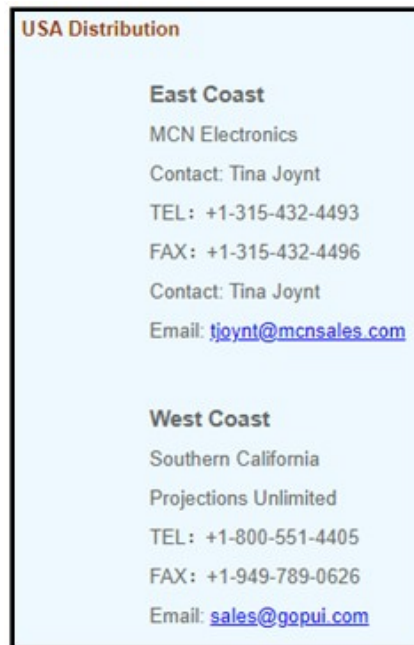 USA Distribution
East Coast
MCN Electronics
Contact: Tina Joynt
TEL: +1-315-432-4493
FAX: +1-315-432-4496
Contact: Tina Joynt
Email: tjoynt@mcnsales.com
West Coast
Southern California
Projections Unlimited
TEL: +1-800-551-4405
FAX: +1-949-789-0626
Email: sales@gopui.com